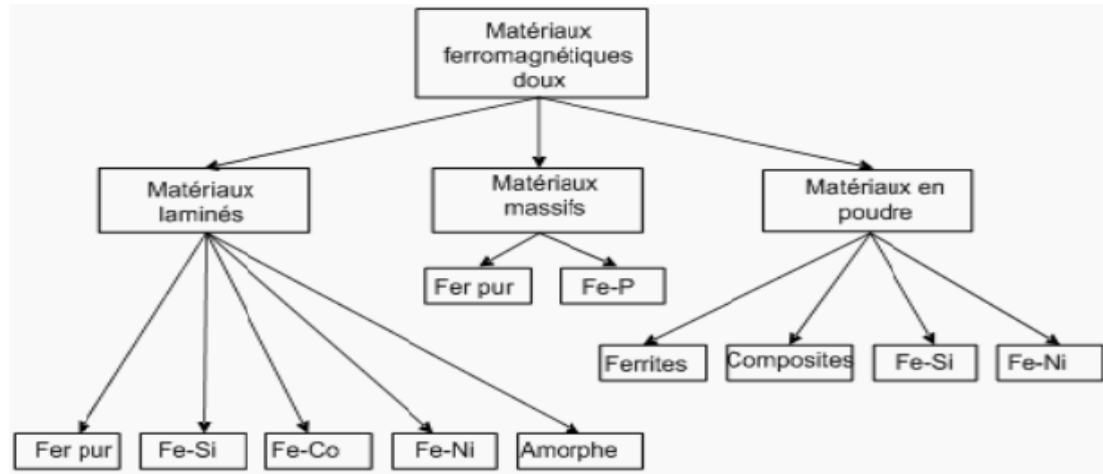 Matériaux
ferromagnétiques
doux
Matériaux
laminés
Matériaux
massifs
Matériaux en
poudre
Fer pur
Fe-P
Ferrites
Composites
Fe-Si
Fe-Ni
Fer pur
Fe-Si
Fe-Co
Fe-Ni
Amorphe